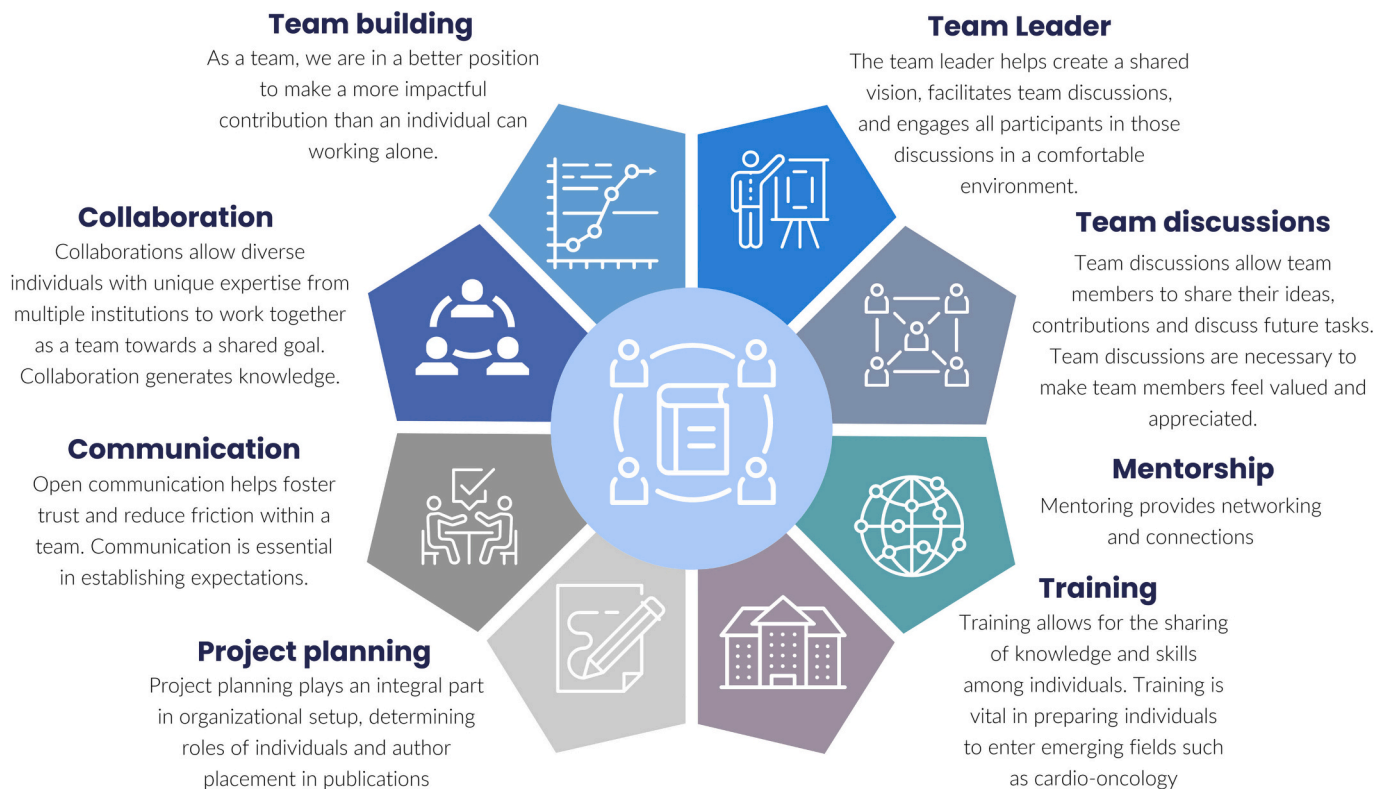 Team building
As a team, we are in a better position
to make a more impactful
contribution than an individual can
working alone.
Team Leader
The team leader helps create a shared
vision, facilitates team discussions,
and engages all participants in those
discussions in a comfortable
environment.
Collaboration
Collaborations allow diverse
individuals with unique expertise from
multiple institutions to work together
as a team towards a shared goal.
Collaboration generates knowledge.
Team discussions
Team discussions allow team
members to share their ideas,
contributions and discuss future tasks.
Team discussions are necessary to
make team members feel valued and
appreciated.
Communication
Open communication helps foster
trust and reduce friction within a
team. Communication is essential
in establishing expectations.
Mentorship
Mentoring provides networking
and connections
Project planning
Project planning plays an integral part
in organizational setup, determining
roles of individuals and author
placement in publications
Training
Training allows for the sharing
of knowledge and skills
among individuals. Training is
vital in preparing individuals
to enter emerging fields such
as cardio-oncology